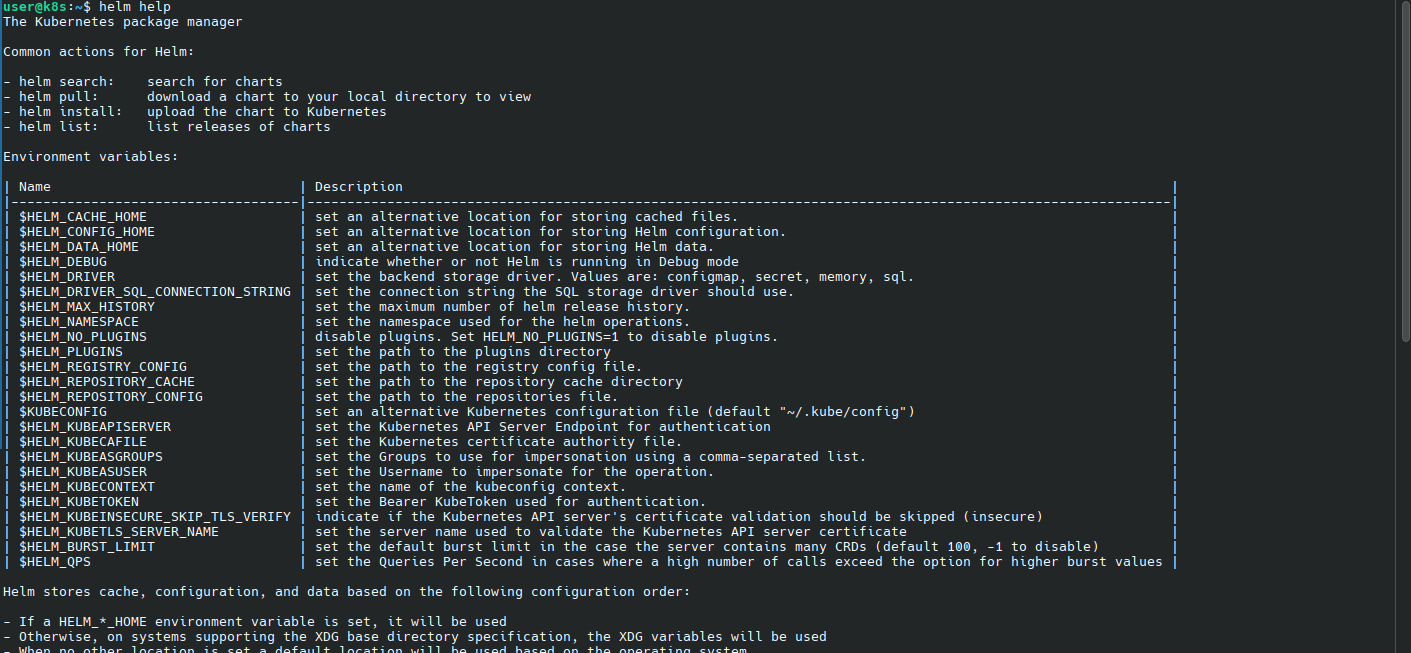 user@k8s:~$ helm help
The Kubernetes package manager

Common actions for Helm:

- helm search:    search for charts
- helm pull:      download a chart to your local directory to view
- helm install:   upload the chart to Kubernetes
- helm list:      list releases of charts

Environment variables:

| Name                               | Description                                                                                                |
|------------------------------------|------------------------------------------------------------------------------------------------------------|
| $HELM_CACHE_HOME                   | set an alternative location for storing cached files.                                                      |
| $HELM_CONFIG_HOME                  | set an alternative location for storing Helm configuration.                                                |
| $HELM_DATA_HOME                    | set an alternative location for storing Helm data.                                                         |
| $HELM_DEBUG                        | indicate whether or not Helm is running in Debug mode                                                      |
| $HELM_DRIVER                       | set the backend storage driver. Values are: configmap, secret, memory, sql.                                |
| $HELM_DRIVER_SQL_CONNECTION_STRING | set the connection string the SQL storage driver should use.                                               |
| $HELM_MAX_HISTORY                  | set the maximum number of helm release history.                                                            |
| $HELM_NAMESPACE                    | set the namespace used for the helm operations.                                                            |
| $HELM_NO_PLUGINS                   | disable plugins. Set HELM_NO_PLUGINS=1 to disable plugins.                                                 |
| $HELM_PLUGINS                      | set the path to the plugins directory                                                                      |
| $HELM_REGISTRY_CONFIG              | set the path to the registry config file.                                                                  |
| $HELM_REPOSITORY_CACHE             | set the path to the repository cache directory                                                             |
| $HELM_REPOSITORY_CONFIG            | set the path to the repositories file.                                                                     |
| $KUBECONFIG                        | set an alternative Kubernetes configuration file (default "~/.kube/config")                                |
| $HELM_KUBEAPISERVER                | set the Kubernetes API Server Endpoint for authentication                                                  |
| $HELM_KUBECAFILE                   | set the Kubernetes certificate authority file.                                                             |
| $HELM_KUBEASGROUPS                 | set the Groups to use for impersonation using a comma-separated list.                                      |
| $HELM_KUBEASUSER                   | set the Username to impersonate for the operation.                                                         |
| $HELM_KUBECONTEXT                  | set the name of the kubeconfig context.                                                                    |
| $HELM_KUBETOKEN                    | set the Bearer KubeToken used for authentication.                                                          |
| $HELM_KUBEINSECURE_SKIP_TLS_VERIFY | indicate if the Kubernetes API server's certificate validation should be skipped (insecure)                |
| $HELM_KUBETLS_SERVER_NAME          | set the server name used to validate the Kubernetes API server certificate                                 |
| $HELM_BURST_LIMIT                  | set the default burst limit in the case the server contains many CRDs (default 100, -1 to disable)         |
| $HELM_QPS                          | set the Queries Per Second in cases where a high number of calls exceed the option for higher burst values |

Helm stores cache, configuration, and data based on the following configuration order:

- If a HELM_*_HOME environment variable is set, it will be used
- Otherwise, on systems supporting the XDG base directory specification, the XDG variables will be used
- When no other location is set a default location will be used based on the operating system